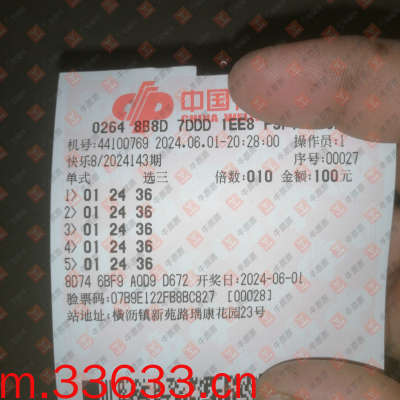 中国
CHINA WE
0264 8B8D 7DDD 1EE8
机号:44100769 2024.06.01-20:28:00 操作员:1
快乐8/2024143期 序号:00027
单式 选三 倍数:010 金额:100元
1> 01 24 36
2> 01 24 36
3> 01 24 36
4> 01 24 36
5> 01 24 36
8D74 6BF9 A0D9 D672 开奖日:2024-06-01
验票码:07B9E122FB8BC827 [00028]
站地址:横沥镇新苑路瑀康花园23号
m.33633.cn